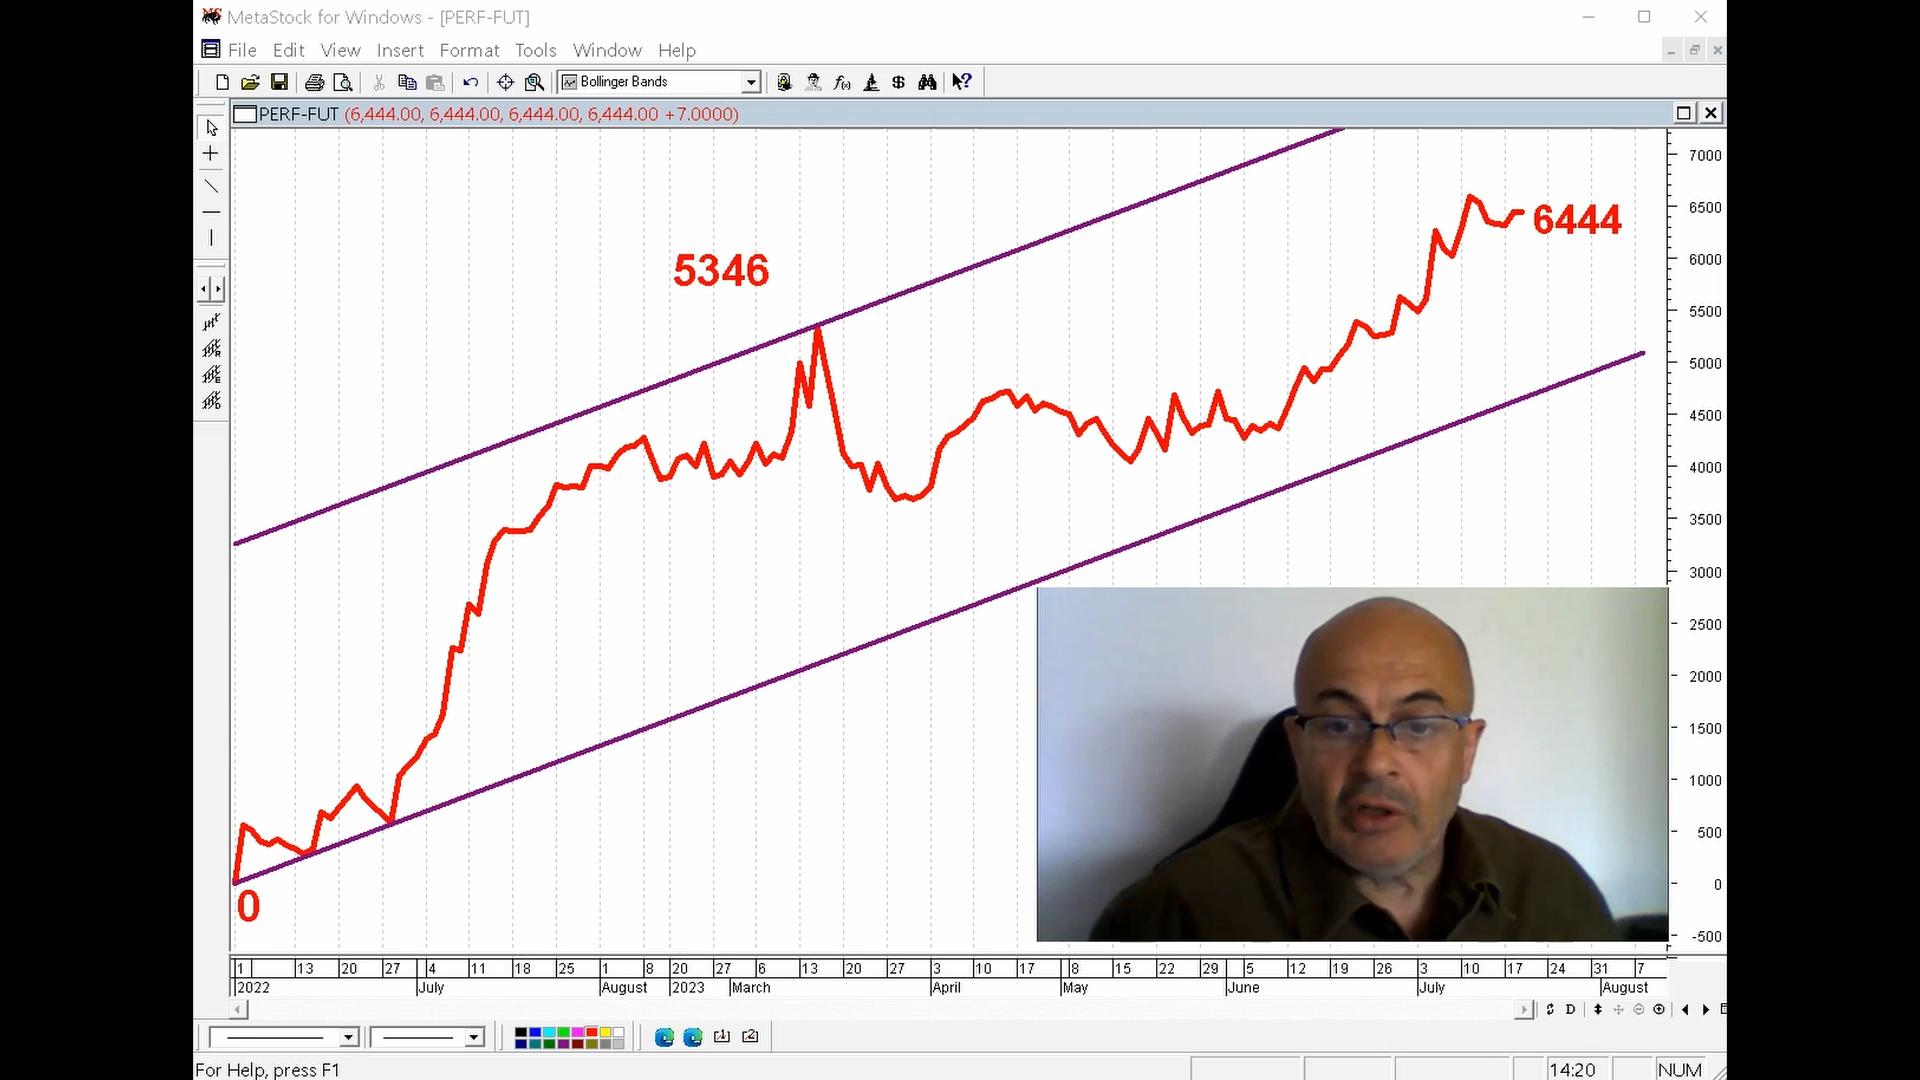 MetaStock for Windows - [PERF-FUT]
File Edit View Insert Format Tools Window Help
Bollinger Bands
f(x) $ ?
PERF-FUT (6,444.00, 6,444.00, 6,444.00, 6,444.00 +7.0000)
7000
6500
6444
6000
5346
5500
5000
4500
4000
3500
3000
2500
2000
1500
1000
500
0
0
-500
1 13 20 27 4 11 18 25 1 8 20 27 6 13 20 27 3 10 17 8 15 22 29 5 12 19 26 3 10 17 24 31 7
2022 July August 2023 March April May June July August
D
For Help, press F1
14:20 NUM